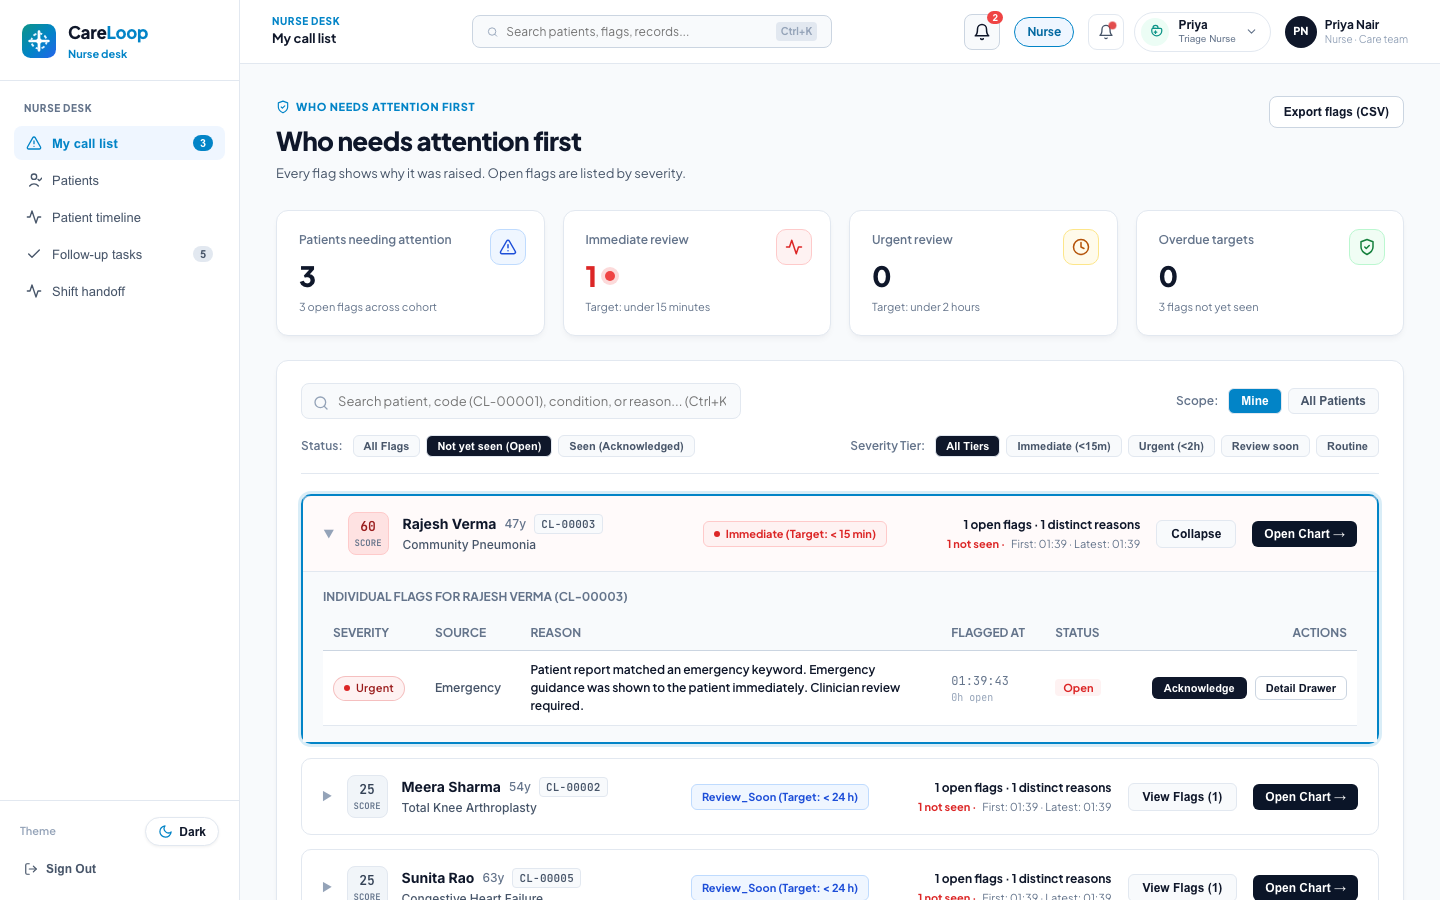 CareLoop
Nurse desk
NURSE DESK
My call list 3
Patients
Patient timeline
Follow-up tasks 5
Shift handoff
Theme
Dark
Sign Out
NURSE DESK
My call list
Search patients, flags, records... Ctrl+K
2
Nurse
Priya
Triage Nurse
PN
Priya Nair
Nurse · Care team
WHO NEEDS ATTENTION FIRST
Who needs attention first
Every flag shows why it was raised. Open flags are listed by severity.
Export flags (CSV)
Patients needing attention
3
3 open flags across cohort
Immediate review
1
Target: under 15 minutes
Urgent review
0
Target: under 2 hours
Overdue targets
0
3 flags not yet seen
Search patient, code (CL-00001), condition, or reason... (Ctrl+K
Scope: Mine All Patients
Status: All Flags Not yet seen (Open) Seen (Acknowledged)
Severity Tier: All Tiers Immediate (<15m) Urgent (<2h) Review soon Routine
60
SCORE
Rajesh Verma 47y CL-00003
Community Pneumonia
Immediate (Target: < 15 min)
1 open flags · 1 distinct reasons
1 not seen · First: 01:39 · Latest: 01:39
Collapse
Open Chart →
INDIVIDUAL FLAGS FOR RAJESH VERMA (CL-00003)
SEVERITY SOURCE REASON FLAGGED AT STATUS ACTIONS
Urgent
Emergency
Patient report matched an emergency keyword. Emergency
guidance was shown to the patient immediately. Clinician review
required.
01:39:43
0h open
Open
Acknowledge
Detail Drawer
25
SCORE
Meera Sharma 54y CL-00002
Total Knee Arthroplasty
Review_Soon (Target: < 24 h)
1 open flags · 1 distinct reasons
1 not seen · First: 01:39 · Latest: 01:39
View Flags (1)
Open Chart →
25
SCORE
Sunita Rao 63y CL-00005
Congestive Heart Failure
Review_Soon (Target: < 24 h)
1 open flags · 1 distinct reasons
1 not seen · First: 01:39 · Latest: 01:39
View Flags (1)
Open Chart →